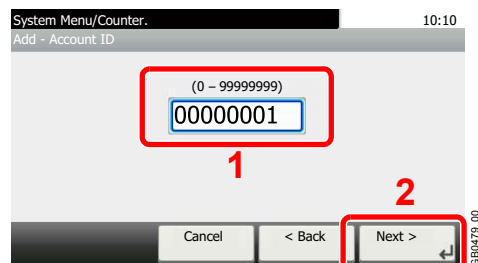 System Menu/Counter.
10:10
Add - Account ID
(0 – 99999999)
00000001
1
2
Cancel
< Back
Next >
GB0479_00